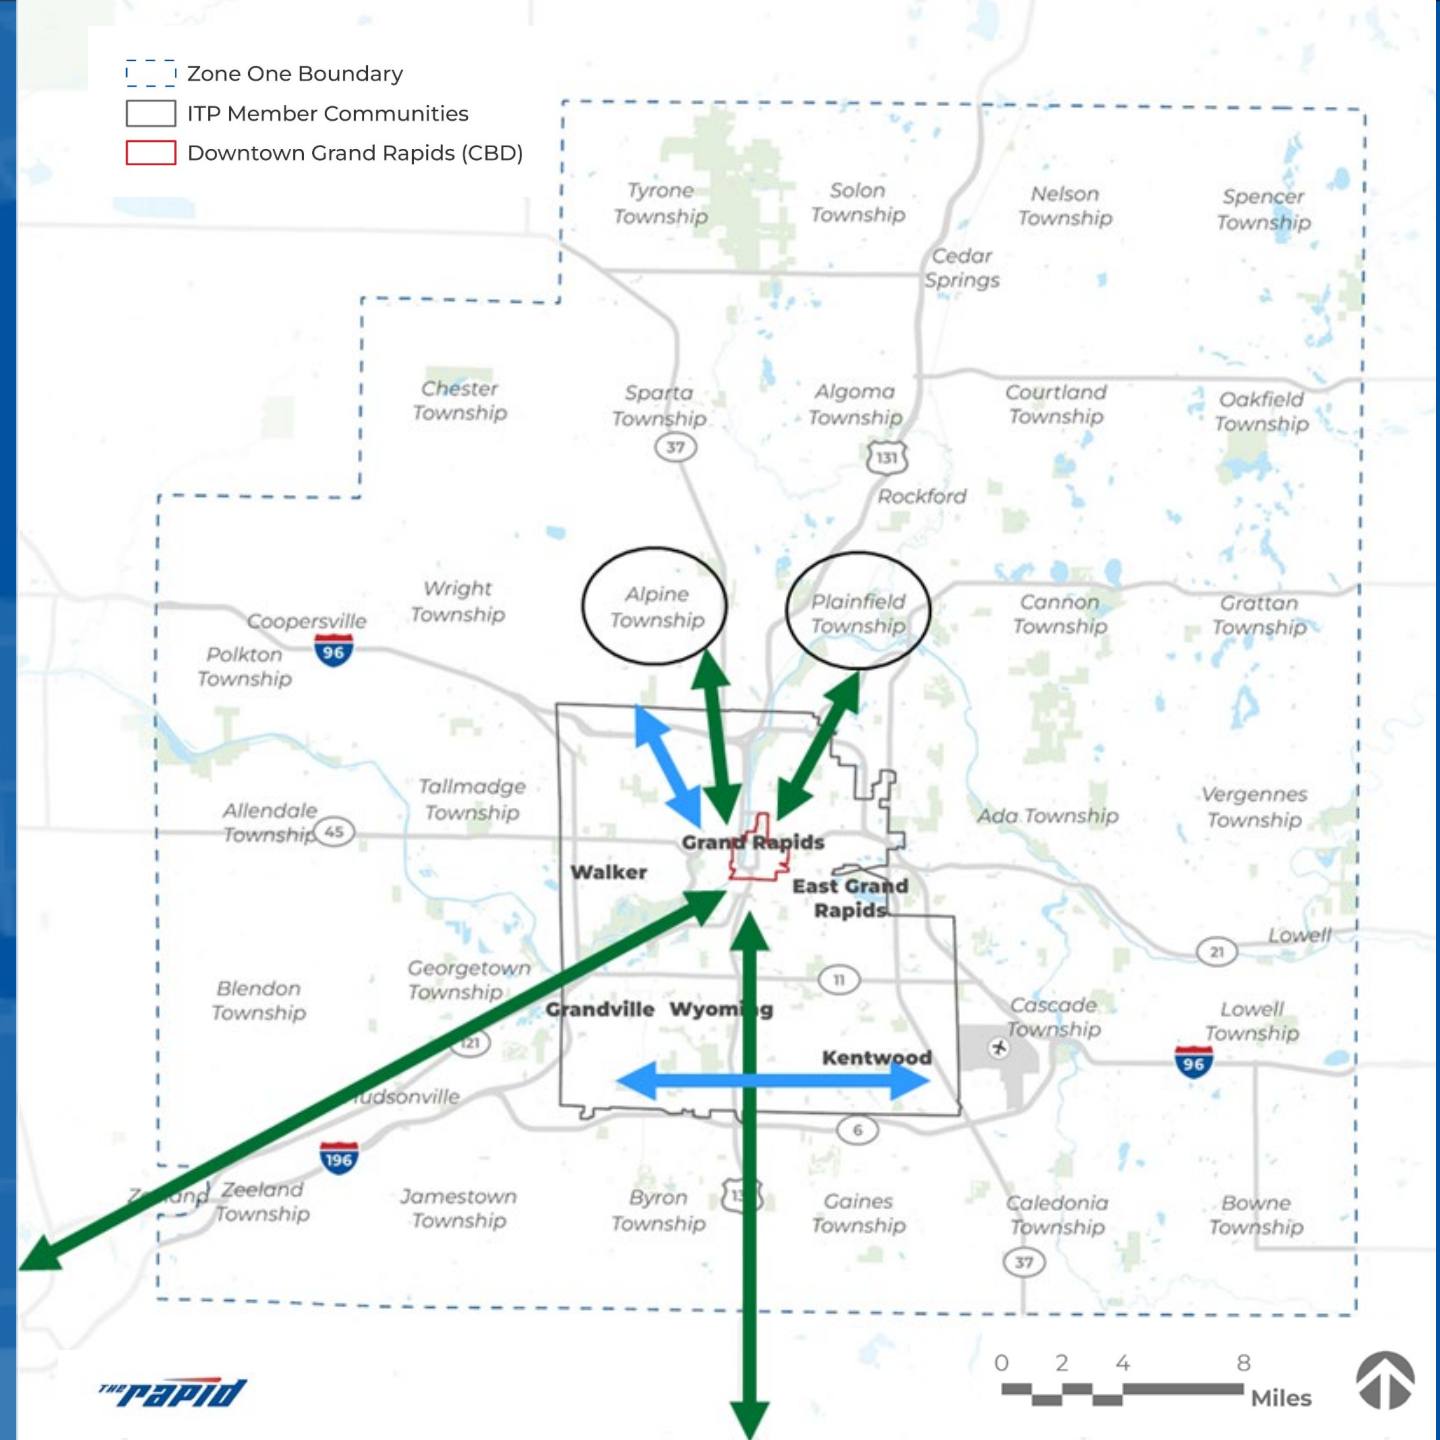 Zone One Boundary
ITP Member Communities
Downtown Grand Rapids (CBD)
Tyrone
Township
Solon
Township
Nelson
Township
Spencer
Township
Cedar
Springs
Chester
Township
Sparta
Township
Algoma
Township
Courtland
Township
Oakfield
Township
37
131
Rockford
Wright
Township
Alpine
Township
Plainfield
Township
Cannon
Township
Grattan
Township
Coopersville
96
Polkton
Township
Tallmadge
Township
Allendale
Township
45
Ada Township
Vergennes
Township
Grand Rapids
Walker
East Grand
Rapids
Lowell
21
Georgetown
Township
11
Blendon
Township
Grandville
Wyoming
Cascade
Township
Lowell
Township
121
Kentwood
96
udsonville
6
196
Zeeland
Township
Jamestown
Township
Byron
Township
Gaines
Township
Caledonia
Township
Bowne
Township
37
THE rapid
0 2 4 8
Miles